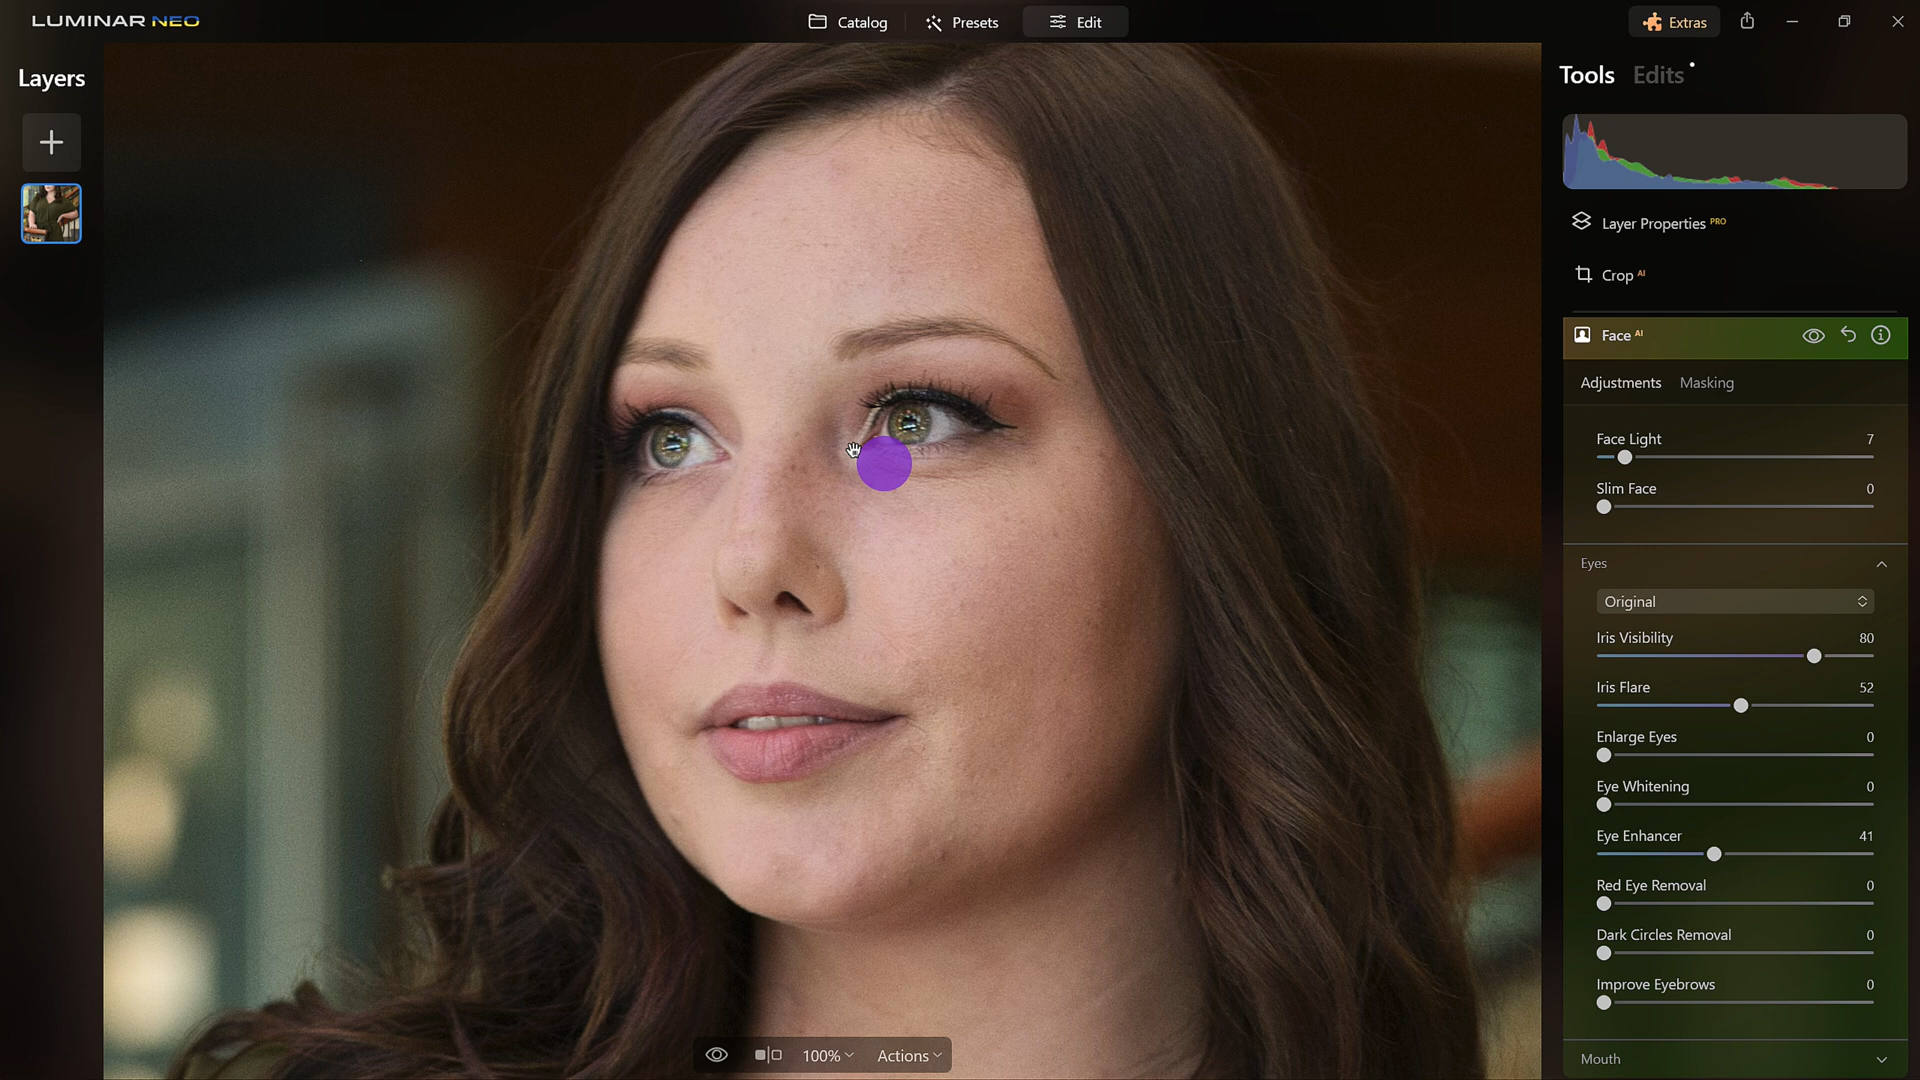 LUMINAR NEO
Catalog
Presets
Edit
Extras
Layers
Tools Edits
Layer Properties PRO
Crop AI
Face AI
Adjustments Masking
Face Light 7
Slim Face 0
Eyes
Original
Iris Visibility 80
Iris Flare 52
Enlarge Eyes 0
Eye Whitening 0
Eye Enhancer 41
Red Eye Removal 0
Dark Circles Removal 0
Improve Eyebrows 0
Mouth
100% Actions